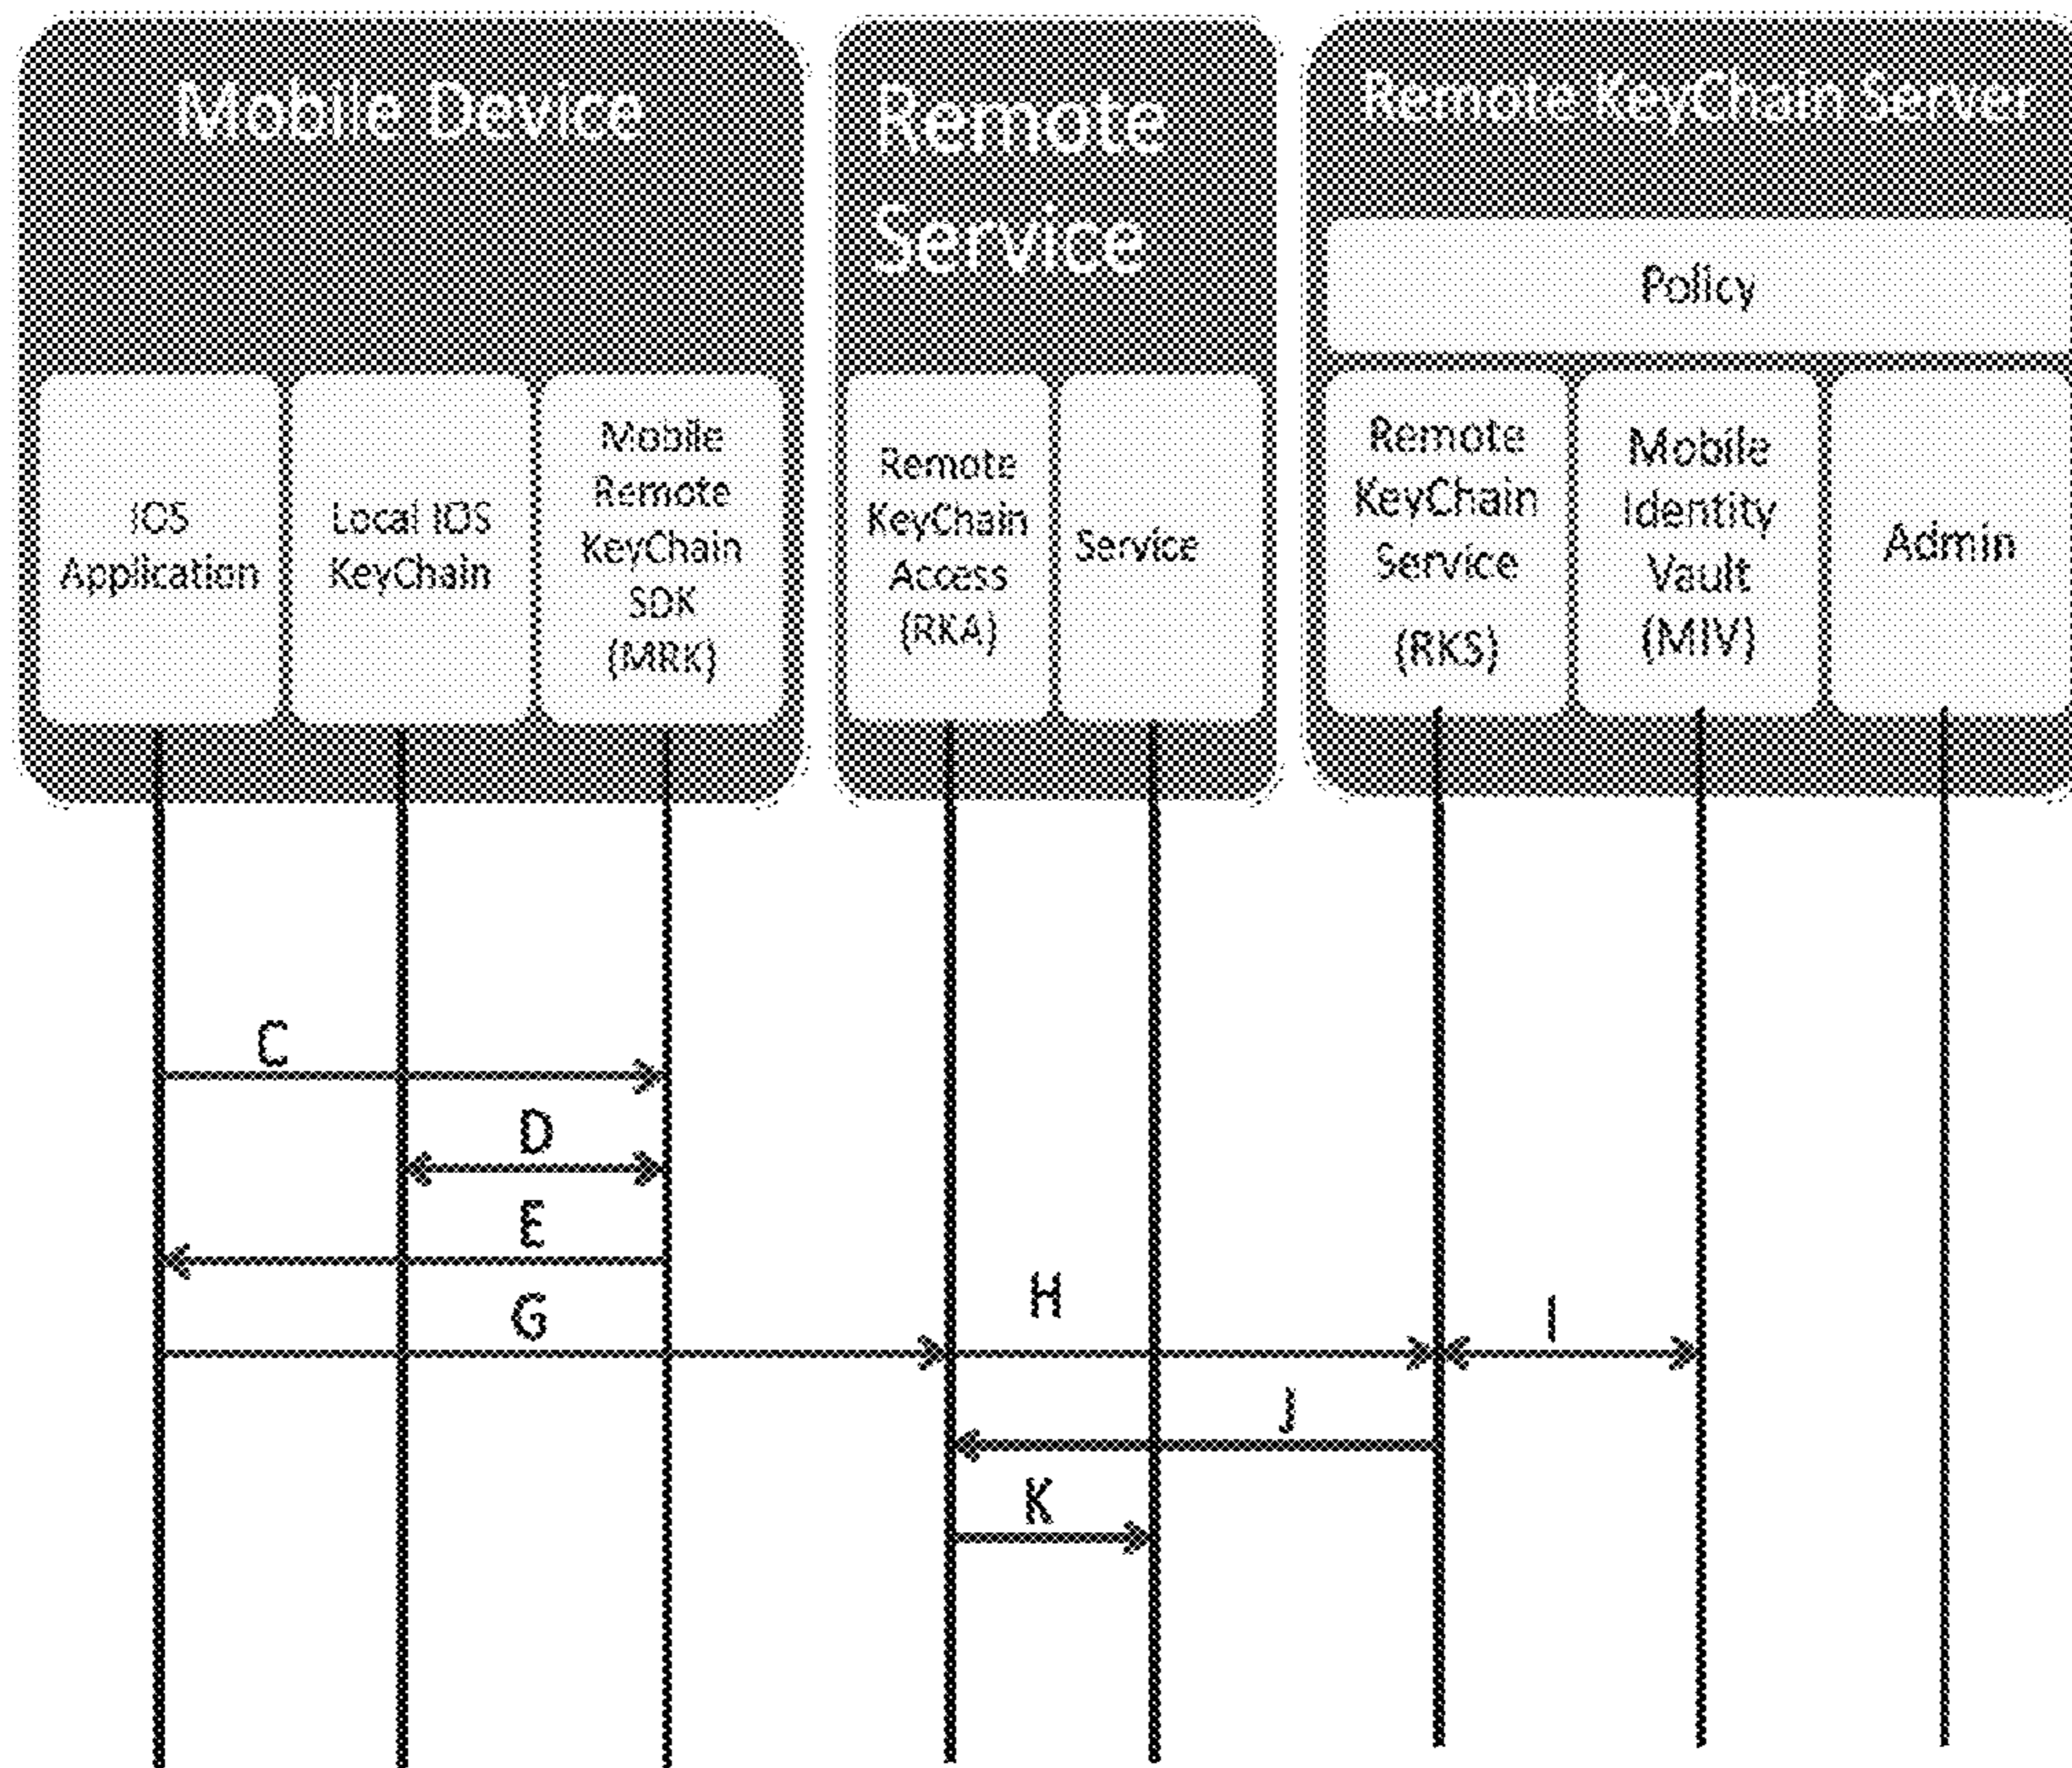 Mobile Device
Remote
Service
Remote KeyChain Server
Policy
IOS
Application
Local IOS
KeyChain
Mobile
Remote
KeyChain
SDK
(MRK)
Remote
KeyChain
Access
(RKA)
Service
Remote
KeyChain
Service
(RKS)
Mobile
Identity
Vault
(MIV)
Admin
C
D
E
G
H
I
J
K